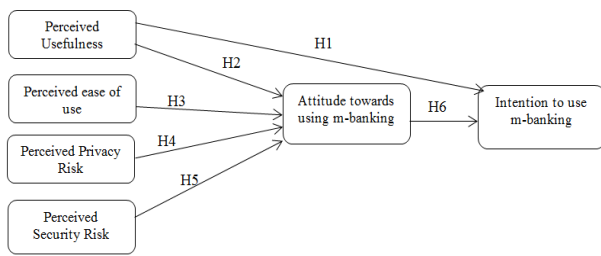 Perceived
Usefulness
H1
H2
Perceived ease of
use
H3
Attitude towards
using m-banking
H6
Intention to use
m-banking
H4
Perceived Privacy
Risk
H5
Perceived
Security Risk